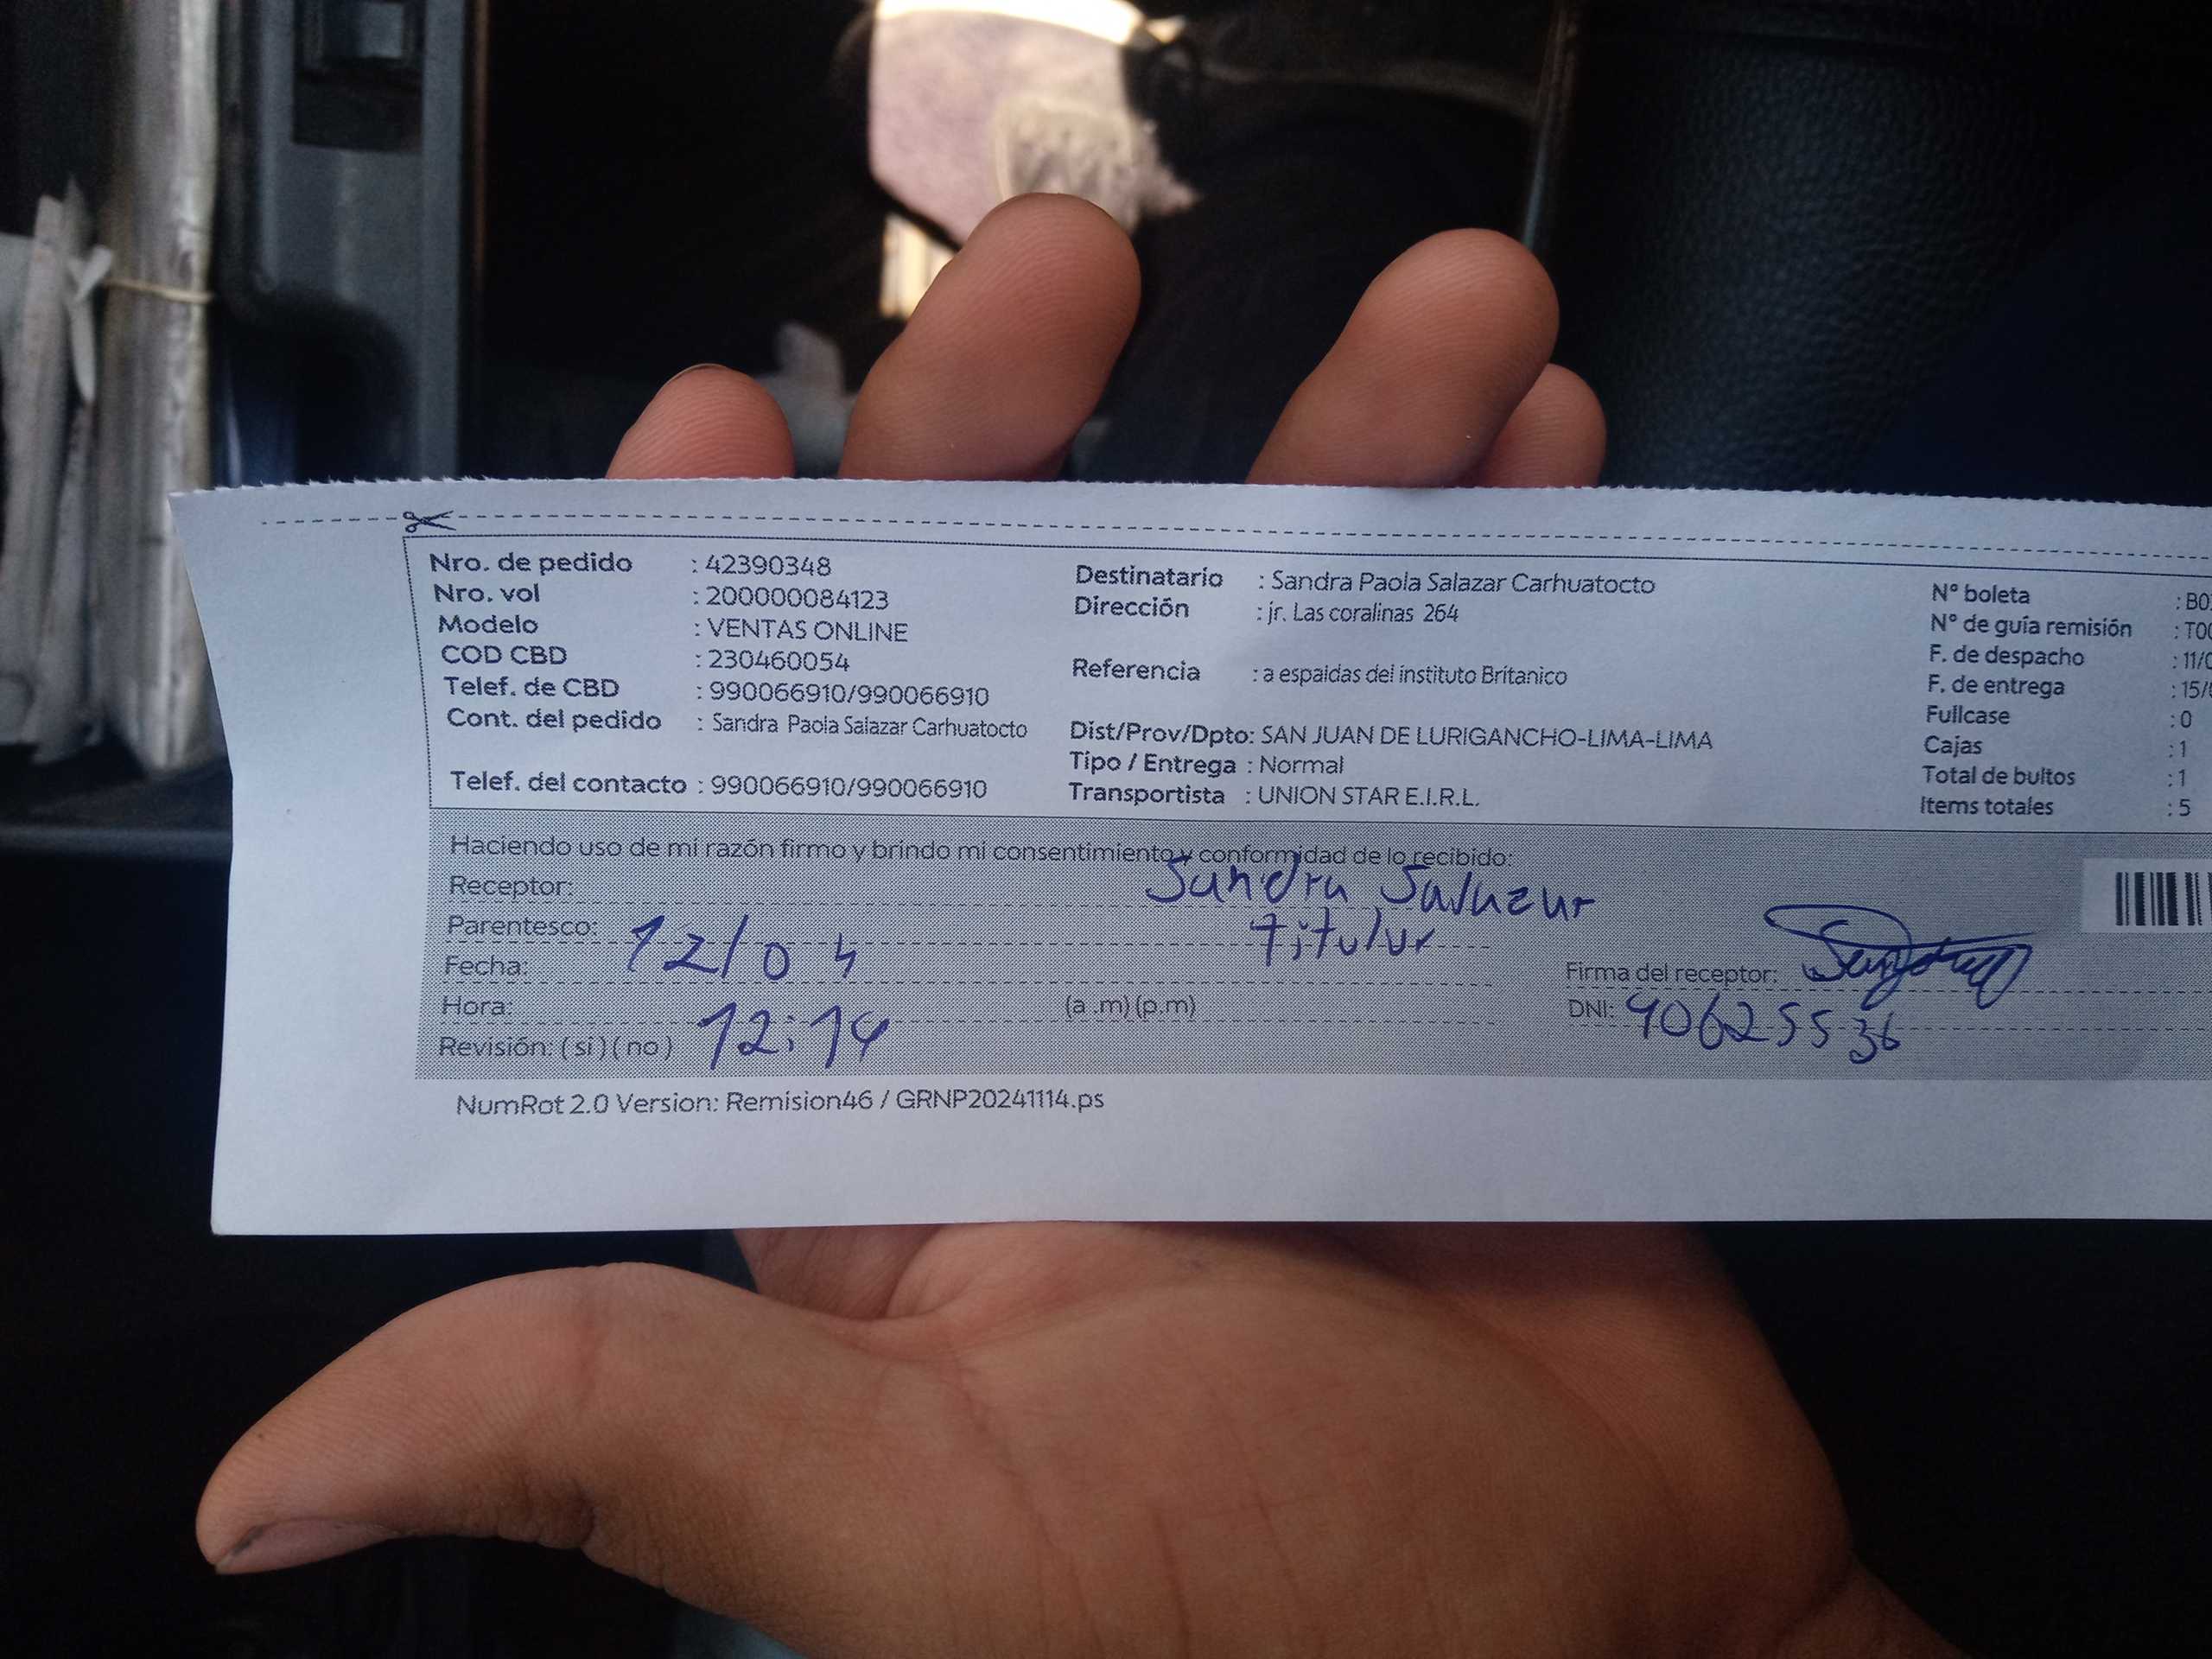 Nro. de pedido : 42390348
Nro. vol : 200000084123
Modelo : VENTAS ONLINE
COD CBD : 230460054
Telef. de CBD : 990066910/990066910
Cont. del pedido : Sandra Paola Salazar Carhuatocto
Telef. del contacto : 990066910/990066910
Destinatario : Sandra Paola Salazar Carhuatocto
Dirección : jr. Las coralinas 264
Referencia : a espaldas del instituto Britanico
Dist/Prov/Dpto: SAN JUAN DE LURIGANCHO-LIMA-LIMA
Tipo / Entrega : Normal
Transportista : UNION STAR E.I.R.L.
N° boleta : B0
N° de guía remisión : T00
F. de despacho : 11/0
F. de entrega : 15/
Fullcase : 0
Cajas : 1
Total de bultos : 1
Items totales : 5
Haciendo uso de mi razón firmo y brindo mi consentimiento y conformidad de lo recibido:
Receptor: Sandra Salazar
Parentesco: titular
Fecha: 12/04
Hora: 12:14 (a .m) (p.m)
Revisión: ( si ) ( no )
Firma del receptor:
DNI: 40625536
NumRot 2.0 Version: Remision46 / GRNP20241114.ps